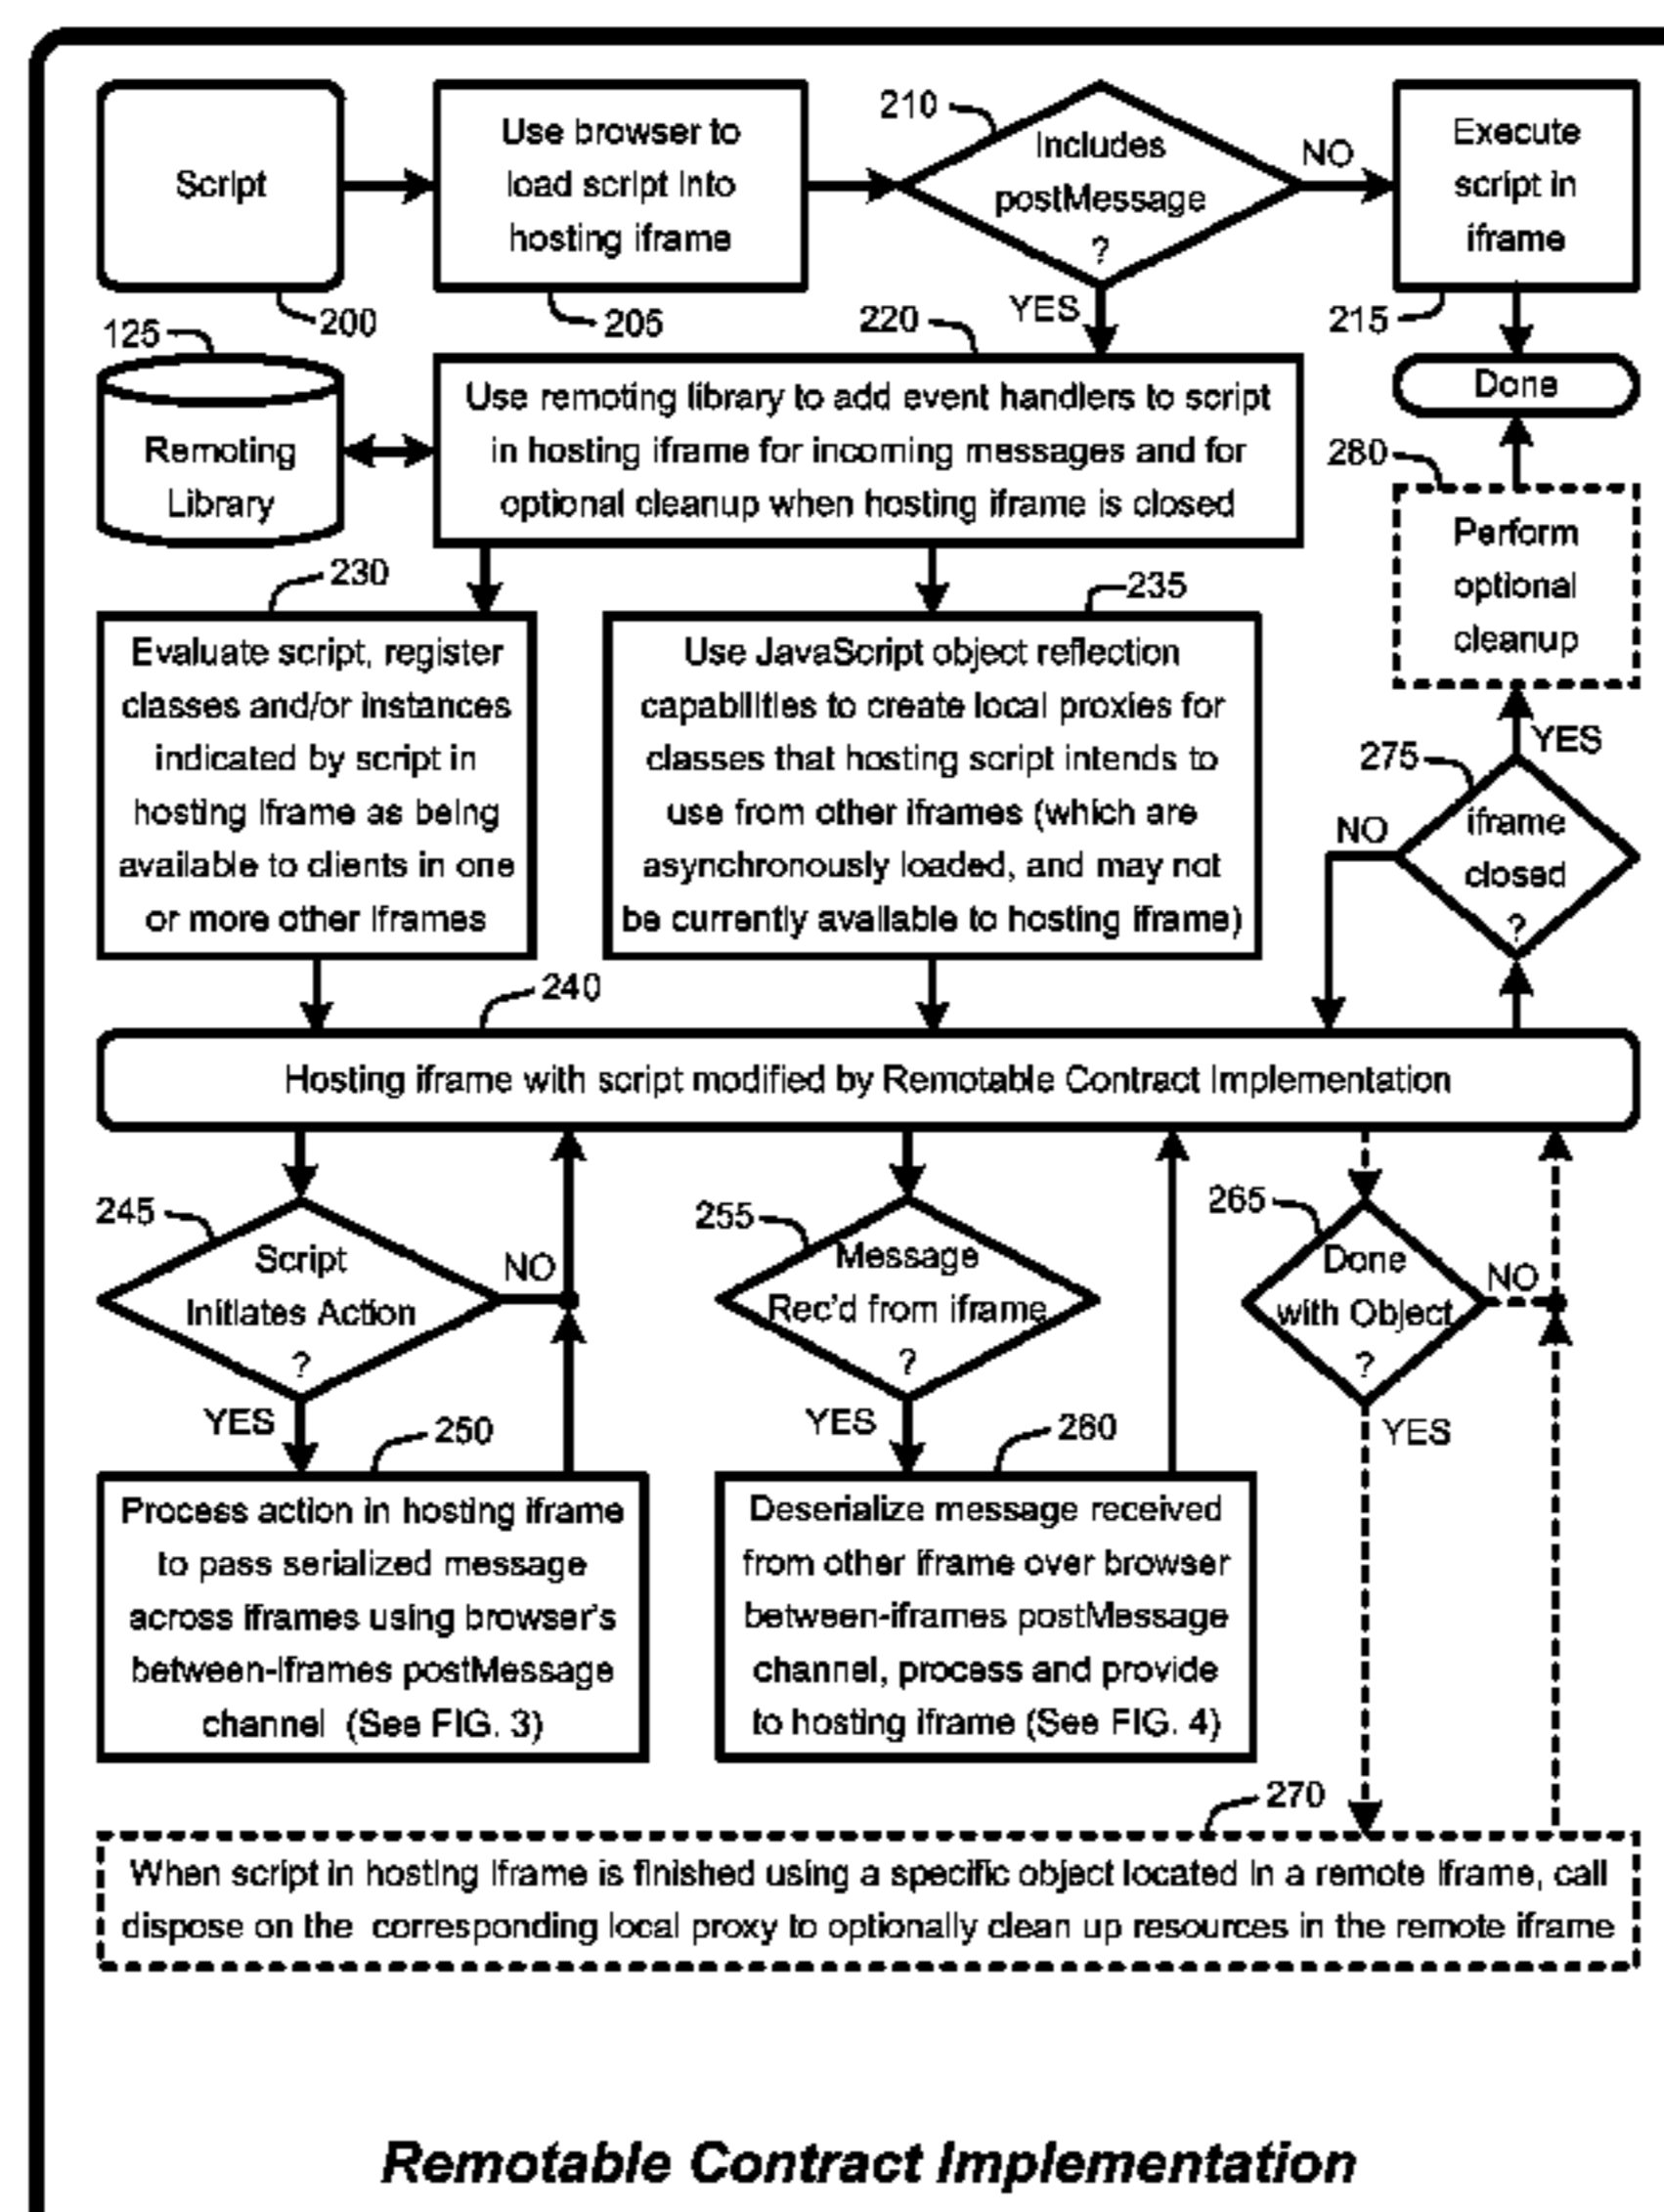 Script
200
Use browser to
load script into
hosting iframe
205
210
Includes
postMessage
?
NO
YES
Execute
script in
iframe
215
Done
125
Remoting
Library
220
Use remoting library to add event handlers to script
in hosting iframe for incoming messages and for
optional cleanup when hosting iframe is closed
280
Perform
optional
cleanup
230
Evaluate script, register
classes and/or instances
indicated by script in
hosting iframe as being
available to clients in one
or more other iframes
235
Use JavaScript object reflection
capabilities to create local proxies for
classes that hosting script intends to
use from other iframes (which are
asynchronously loaded, and may not
be currently available to hosting iframe)
YES
275
NO
iframe
closed
?
240
Hosting iframe with script modified by Remotable Contract Implementation
245
Script
Initiates Action
?
NO
YES
250
Process action in hosting iframe
to pass serialized message
across iframes using browser's
between-iframes postMessage
channel (See FIG. 3)
255
Message
Rec'd from iframe
?
YES
260
Deserialize message received
from other iframe over browser
between-iframes postMessage
channel, process and provide
to hosting iframe (See FIG. 4)
265
Done
with Object
?
NO
YES
270
When script in hosting iframe is finished using a specific object located in a remote iframe, call
dispose on the corresponding local proxy to optionally clean up resources in the remote iframe
Remotable Contract Implementation